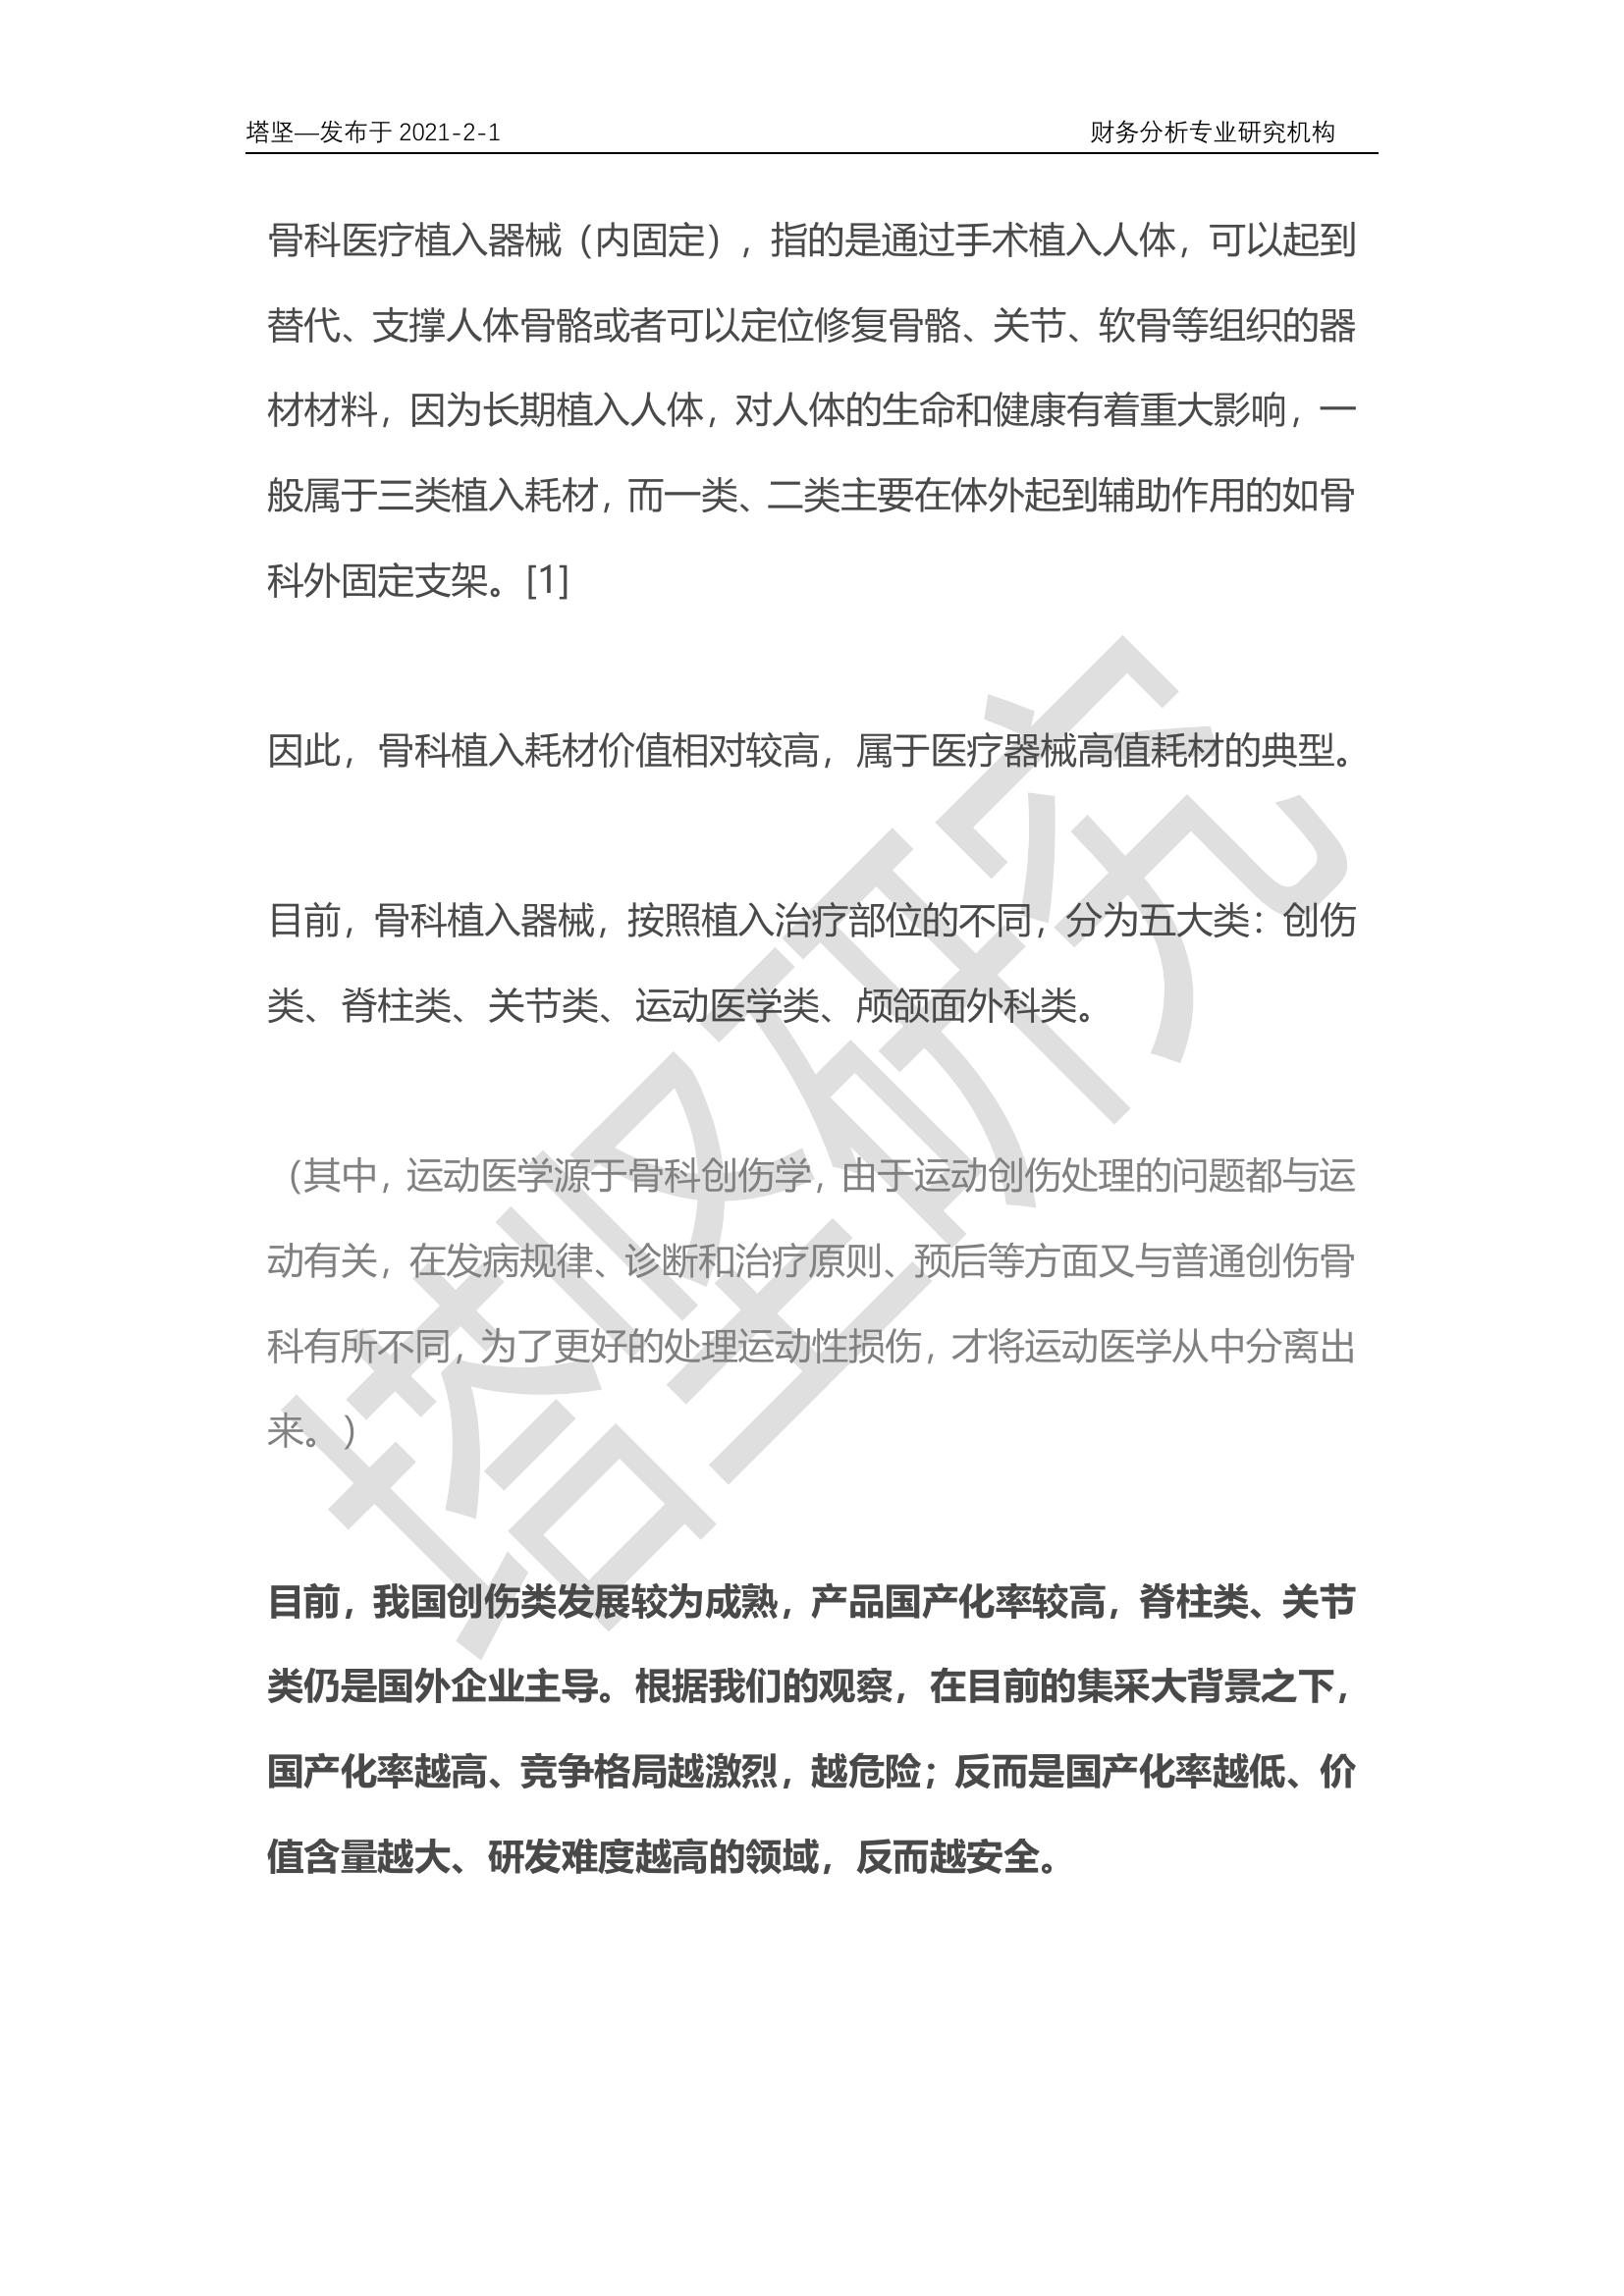 塔坚—发布于 2021-2-1 财务分析专业研究机构
骨科医疗植入器械（内固定），指的是通过手术植入人体，可以起到
替代、支撑人体骨骼或者可以定位修复骨骼、关节、软骨等组织的器
材材料，因为长期植入人体，对人体的生命和健康有着重大影响，一
般属于三类植入耗材，而一类、二类主要在体外起到辅助作用的如骨
科外固定支架。[1]
因此，骨科植入耗材价值相对较高，属于医疗器械高值耗材的典型。
目前，骨科植入器械，按照植入治疗部位的不同，分为五大类：创伤
类、脊柱类、关节类、运动医学类、颅颌面外科类。
（其中，运动医学源于骨科创伤学，由于运动创伤处理的问题都与运
动有关，在发病规律、诊断和治疗原则、预后等方面又与普通创伤骨
科有所不同，为了更好的处理运动性损伤，才将运动医学从中分离出
来。）
目前，我国创伤类发展较为成熟，产品国产化率较高，脊柱类、关节
类仍是国外企业主导。根据我们的观察，在目前的集采大背景之下，
国产化率越高、竞争格局越激烈，越危险；反而是国产化率越低、价
值含量越大、研发难度越高的领域，反而越安全。
塔坚研究